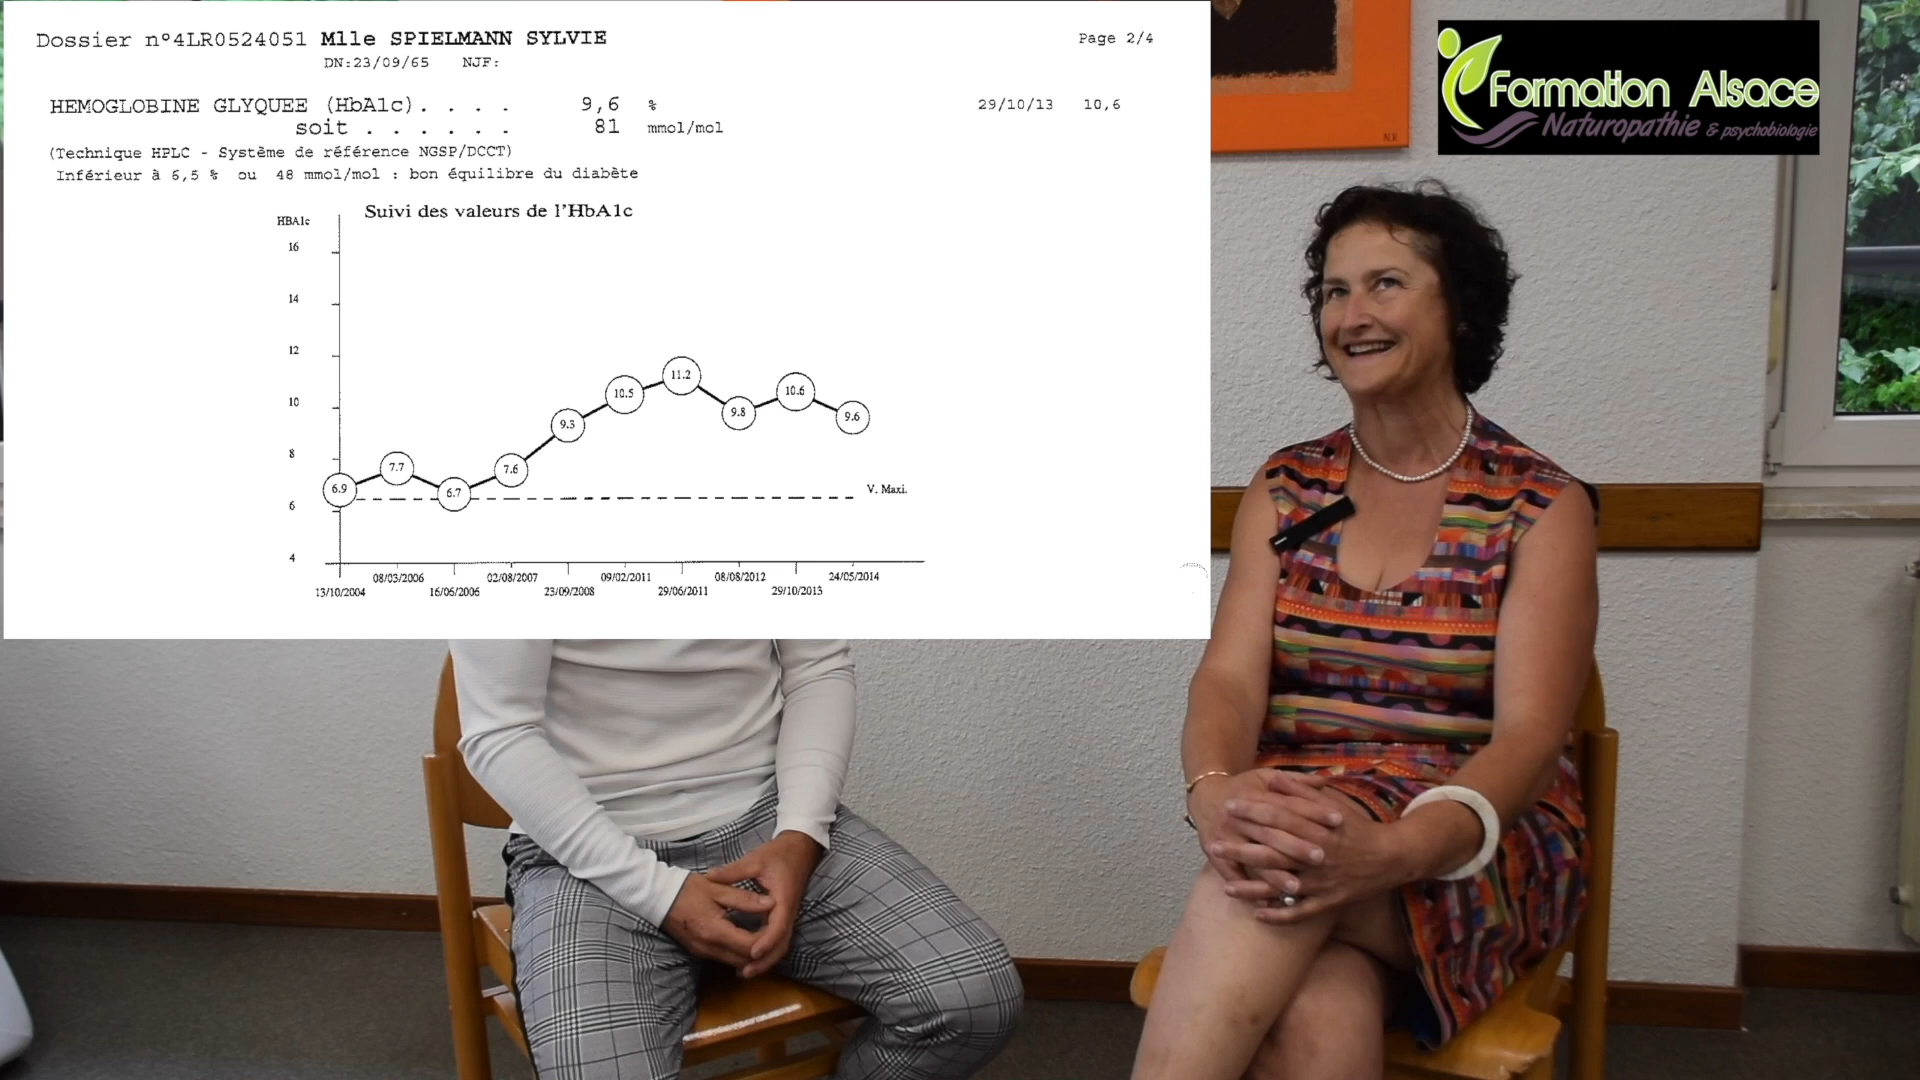 Dossier nº4LR0524051 Mlle SPIELMANN SYLVIE Page 2/4
DN:23/09/65 NJF:
HEMOGLOBINE GLYQUEE (HbA1c). . . . 9,6 % 29/10/13 10,6
soit . . . . . . 81 mmol/mol
(Technique HPLC - Système de référence NGSP/DCCT)
Inférieur à 6,5 % ou 48 mmol/mol : bon équilibre du diabète
Suivi des valeurs de l'HbA1c
HBA1c
16
14
12
10
8
6
4
6.9
7.7
6.7
7.6
9.3
10.5
11.2
9.8
10.6
9.6
V. Maxi.
08/03/2006 02/08/2007 09/02/2011 08/08/2012 24/05/2014
13/10/2004 16/06/2006 23/09/2008 29/06/2011 29/10/2013
Formation Alsace
Naturopathie & psychobiologie